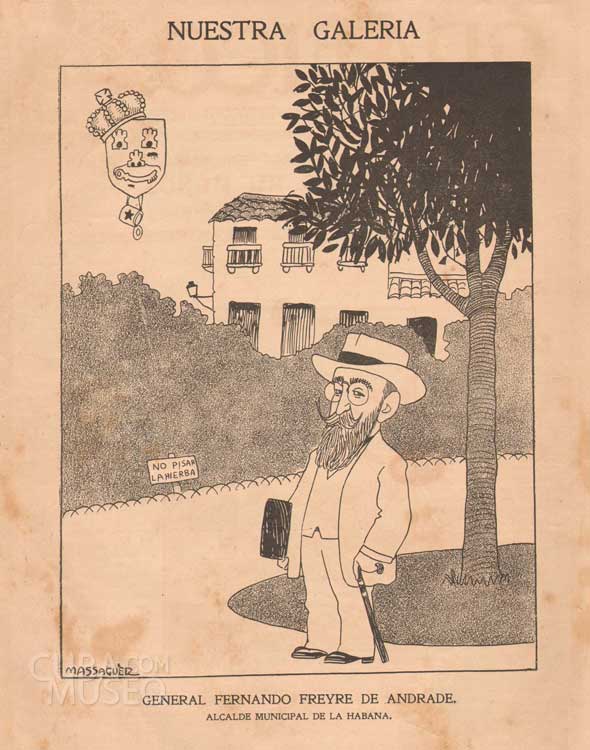 NUESTRA GALERIA
NO PISAR
LA HIERBA
MASSAGUER
CUBA
.COM
MUSEO
GENERAL FERNANDO FREYRE DE ANDRADE.
ALCALDE MUNICIPAL DE LA HABANA.